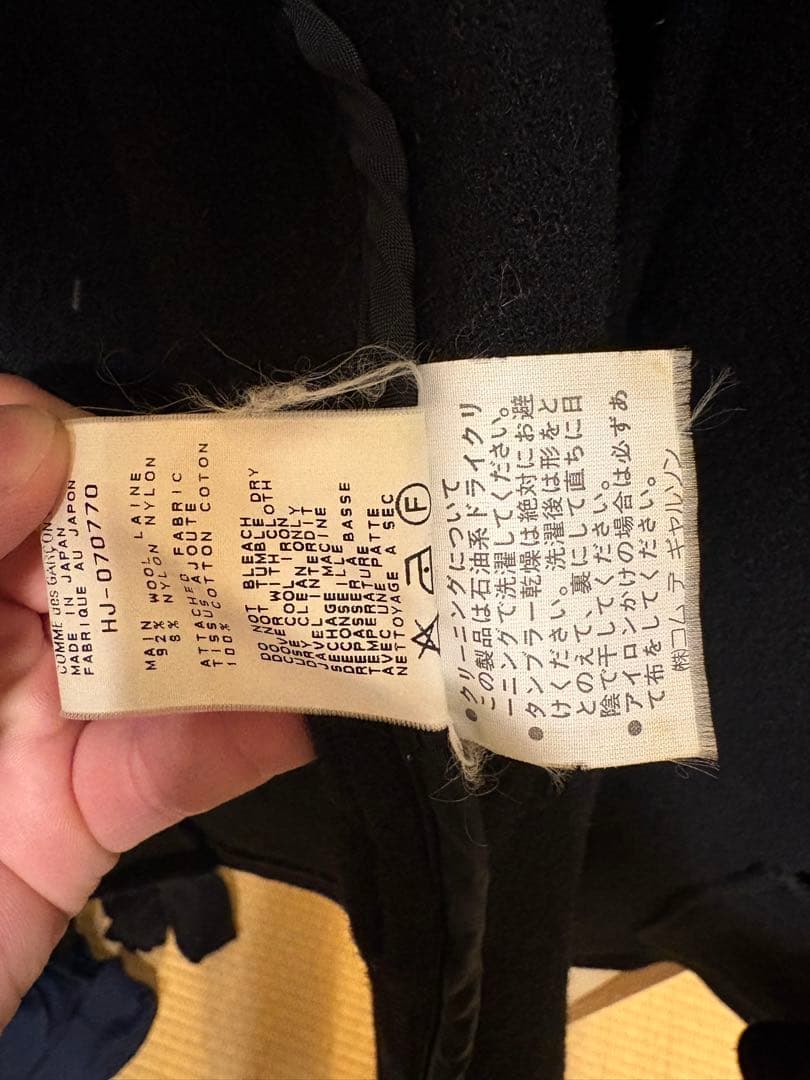 COMME des GARÇONS
MADE IN JAPAN
FABRIQUE AU JAPON
HJ-070770
MAIN
92% WOOL LAINE
8% NYLON NYLON
ATTACHED FABRIC
TISSUS AJOUTE
100% COTTON COTON
DO NOT BLEACH
DO NOT TUMBLE DRY
COVER WITH CLOTH
USE COOL IRON
DRY CLEAN ONLY
JAVEL INTERDIT
SECHAGE MACHINE
DECONSEILLE
REPASSER A BASSE
TEMPERATURE
AVEC UNE PATTE
NETTOYAGE A SEC
F
●クリーニングについて
この製品は石油系ドライクリ
ーニングで洗濯してください。
●タンブラー乾燥は絶対にお避
けください。洗濯後は形をと
とのえて、裏にして直ちに日
陰で干してください。
●アイロンかけの場合は必ずあ
て布をしてください。
㈱コム デ ギャルソン